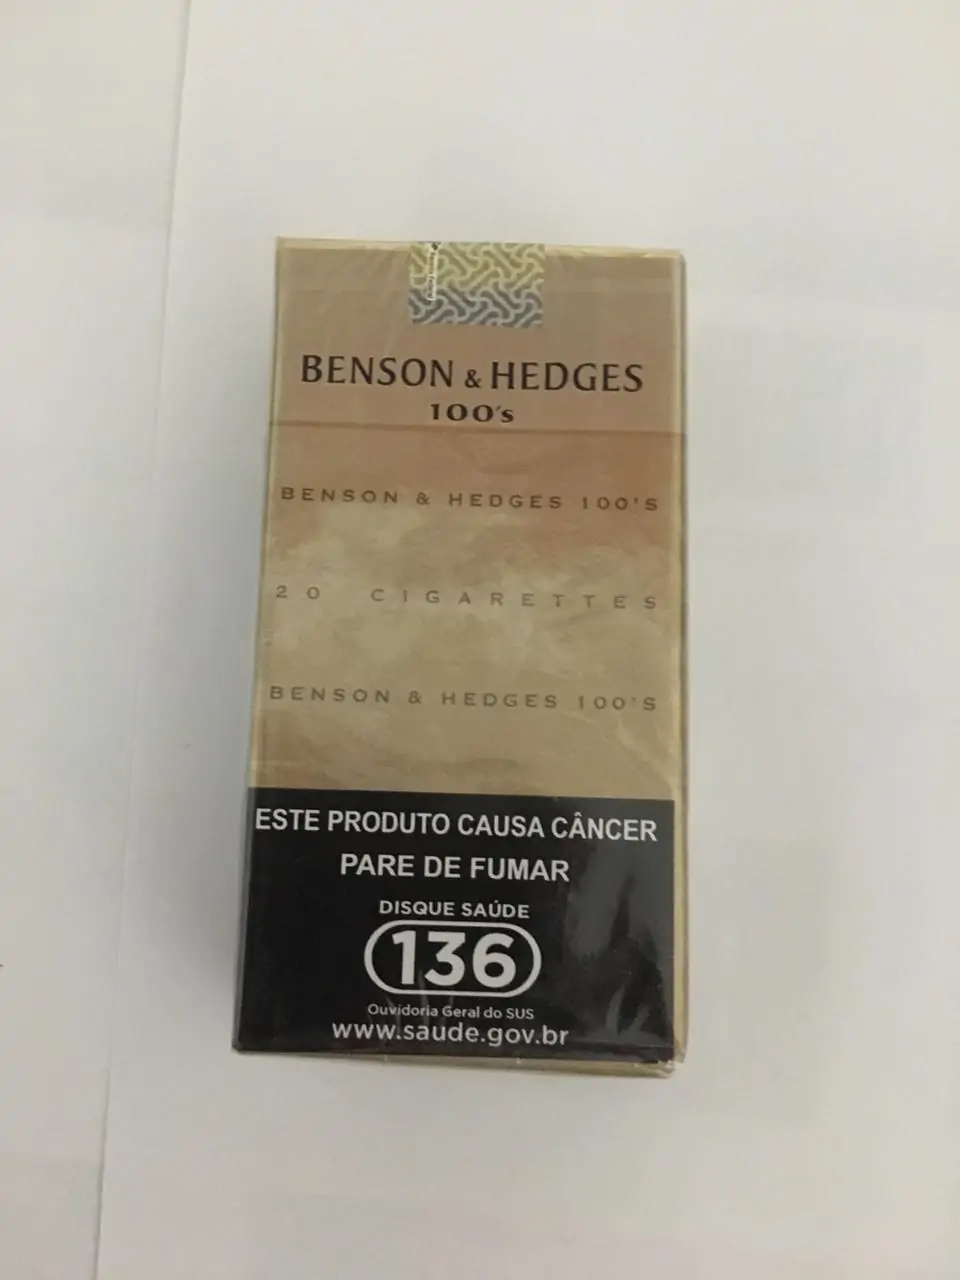 BENSON & HEDGES
100's
BENSON & HEDGES 100'S
20 CIGARETTES
BENSON & HEDGES 100'S
ESTE PRODUTO CAUSA CÂNCER
PARE DE FUMAR
DISQUE SAÚDE
136
Ouvidoria Geral do SUS
www.saude.gov.br